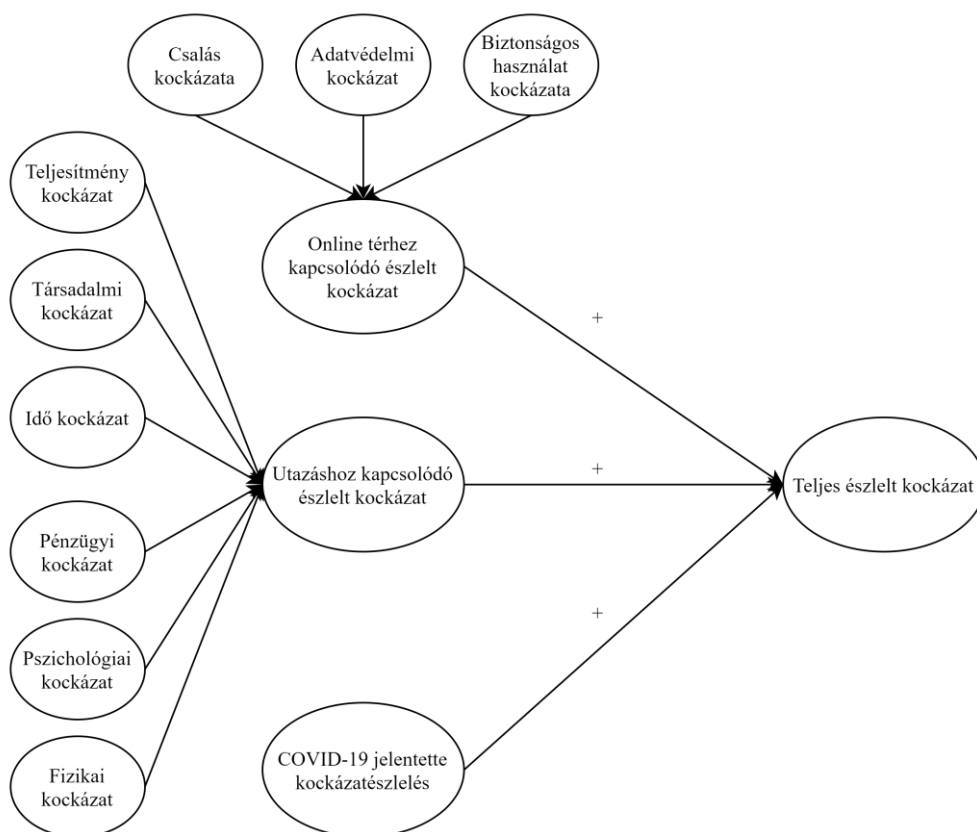 Csalás
kockázata
Adatvédelmi
kockázat
Biztonságos
használat
kockázata
Teljesítmény
kockázat
Online térhez
kapcsolódó észlelt
kockázat
Társadalmi
kockázat
+
Idő kockázat
Utazáshoz kapcsolódó
észlelt kockázat
+
Teljes észlelt kockázat
Pénzügyi
kockázat
+
Pszichológiai
kockázat
COVID-19 jelentette
kockázatészlelés
Fizikai
kockázat